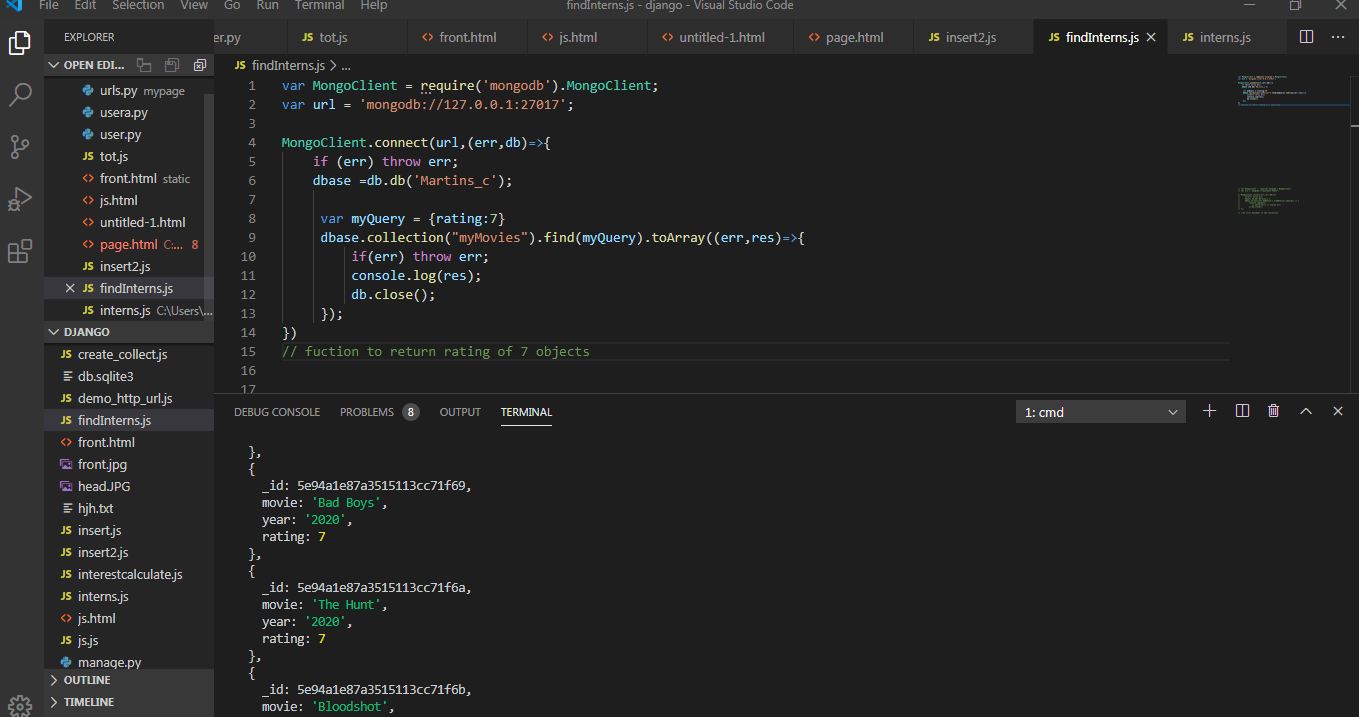 File Edit Selection View Go Run Terminal Help findInterns.js - django - Visual Studio Code
EXPLORER
er.py JS tot.js <> front.html <> js.html <> untitled-1.html <> page.html JS insert2.js JS findInterns.js JS interns.js
OPEN EDI...
urls.py mypage
usera.py
user.py
JS tot.js
<> front.html static
<> js.html
<> untitled-1.html
<> page.html C:... 8
JS insert2.js
JS findInterns.js
JS interns.js C:\Users\...
DJANGO
JS create_collect.js
db.sqlite3
JS demo_http_url.js
JS findInterns.js
<> front.html
front.jpg
head.JPG
hjh.txt
JS insert.js
JS insert2.js
JS interestcalculate.js
JS interns.js
<> js.html
JS js.js
manage.py
OUTLINE
TIMELINE
JS findInterns.js > ...
1 var MongoClient = require('mongodb').MongoClient;
2 var url = 'mongodb://127.0.0.1:27017';
3
4 MongoClient.connect(url,(err,db)=>{
5 if (err) throw err;
6 dbase =db.db('Martins_c');
7
8 var myQuery = {rating:7}
9 dbase.collection("myMovies").find(myQuery).toArray((err,res)=>{
10 if(err) throw err;
11 console.log(res);
12 db.close();
13 });
14 })
15 // fuction to return rating of 7 objects
16
17
DEBUG CONSOLE PROBLEMS 8 OUTPUT TERMINAL 1: cmd
},
{
_id: 5e94a1e87a3515113cc71f69,
movie: 'Bad Boys',
year: '2020',
rating: 7
},
{
_id: 5e94a1e87a3515113cc71f6a,
movie: 'The Hunt',
year: '2020',
rating: 7
},
{
_id: 5e94a1e87a3515113cc71f6b,
movie: 'Bloodshot',